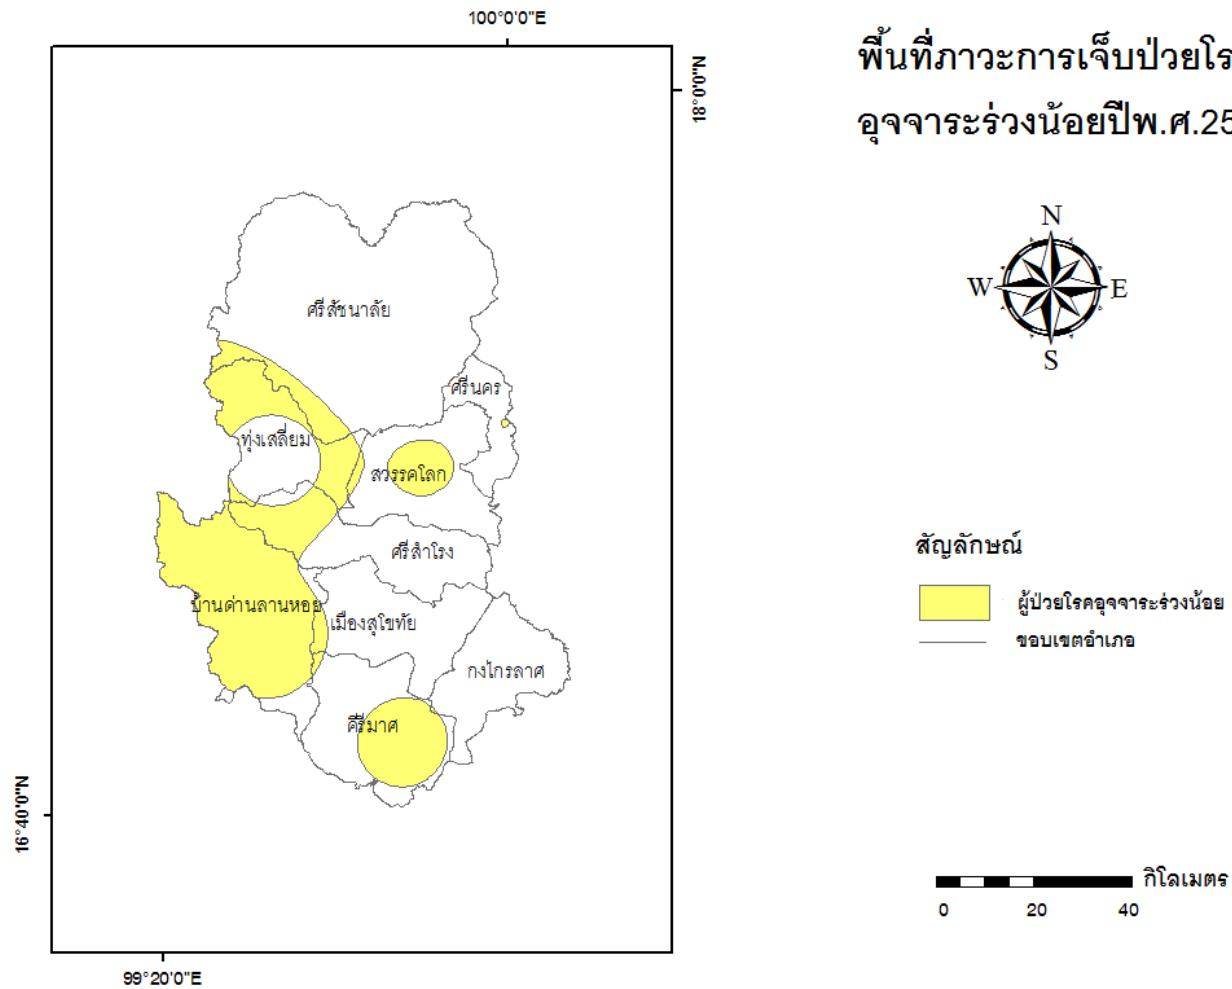 100°0'0"E
พื้นที่ภาวะการเจ็บป่วยโร
อุจจาระร่วงน้อยปีพ.ศ.25
18°0'0"N
N
W
E
S
ศรีสัชนาลัย
ศรีนคร
ทุ่งเสลี่ยม
สวรรคโลก
ศรีสำโรง
บ้านด่านลานหอย
เมืองสุโขทัย
กงไกรลาศ
คีรีมาศ
สัญลักษณ์
ผู้ป่วยโรคอุจจาระร่วงน้อย
ขอบเขตอำเภอ
16°40'0"N
กิโลเมตร
0 20 40
99°20'0"E